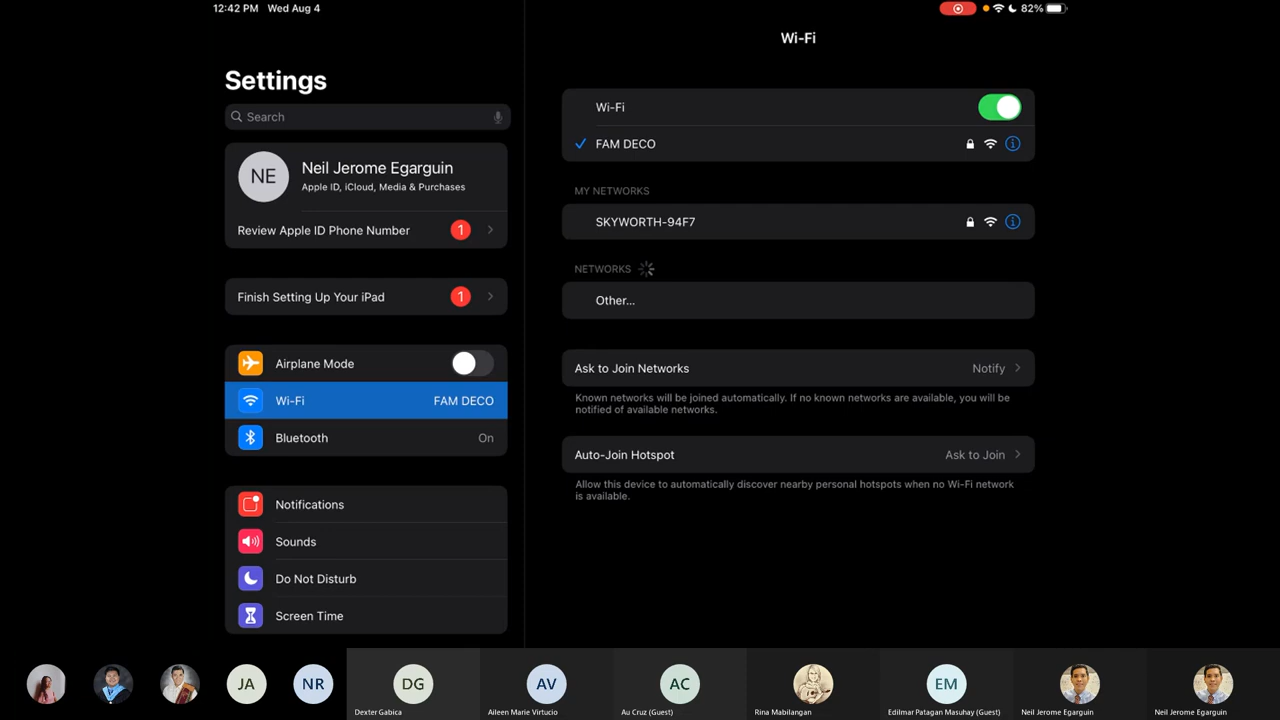 12:42 PM Wed Aug 4
82%
Settings
Search
NE
Neil Jerome Egarguin
Apple ID, iCloud, Media & Purchases
Review Apple ID Phone Number 1
Finish Setting Up Your iPad 1
Airplane Mode
Wi-Fi FAM DECO
Bluetooth On
Notifications
Sounds
Do Not Disturb
Screen Time
Wi-Fi
Wi-Fi
FAM DECO
MY NETWORKS
SKYWORTH-94F7
NETWORKS
Other...
Ask to Join Networks Notify
Known networks will be joined automatically. If no known networks are available, you will be
notified of available networks.
Auto-Join Hotspot Ask to Join
Allow this device to automatically discover nearby personal hotspots when no Wi-Fi network
is available.
JA
NR
DG
AV
AC
EM
Dexter Gabica
Aileen Marie Virtucio
Au Cruz (Guest)
Rina Mabilangan
Edilmar Patagan Masuhay (Guest)
Neil Jerome Egarguin
Neil Jerome Egarguin